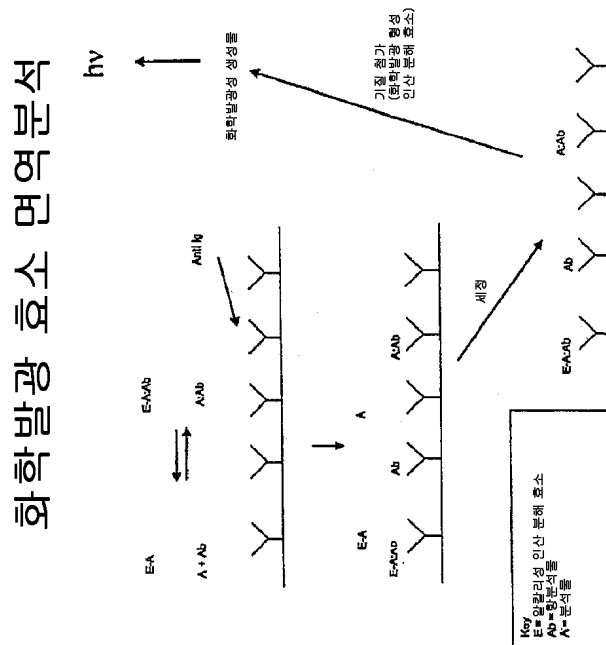 화학발광 효소 면역분석
E-A
E-A:Ab
A + Ab
A:Ab
Anti Ig
E-A
A
E-A:Ab
Ab
A:Ab
세정
E-A:Ab
Ab
A:Ab
기질 첨가
(화학발광 형성
인산 분해 효소)
화학발광성 생성물
hν
Key
E = 알칼리성 인산 분해 효소
Ab = 항분석물
A = 분석물